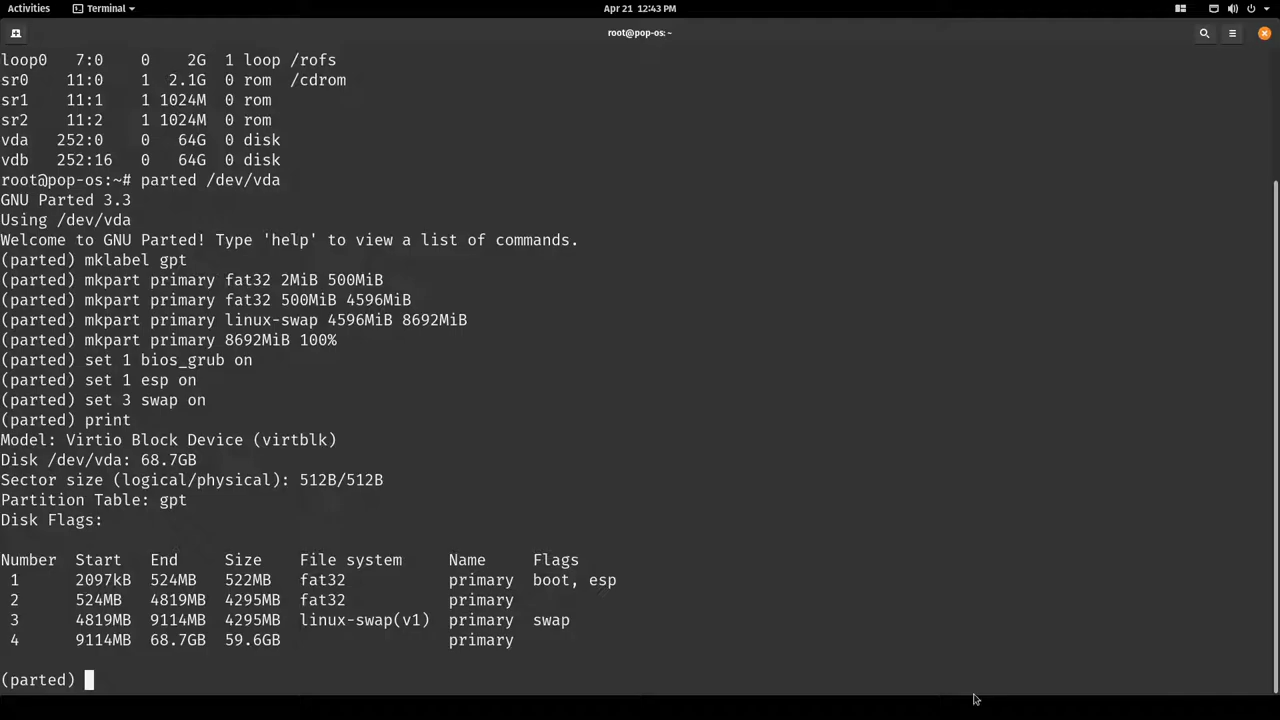 Activities Terminal Apr 21 12:43 PM
root@pop-os: ~
loop0 7:0 0 2G 1 loop /rofs
sr0 11:0 1 2.1G 0 rom /cdrom
sr1 11:1 1 1024M 0 rom
sr2 11:2 1 1024M 0 rom
vda 252:0 0 64G 0 disk
vdb 252:16 0 64G 0 disk
root@pop-os:~# parted /dev/vda
GNU Parted 3.3
Using /dev/vda
Welcome to GNU Parted! Type 'help' to view a list of commands.
(parted) mklabel gpt
(parted) mkpart primary fat32 2MiB 500MiB
(parted) mkpart primary fat32 500MiB 4596MiB
(parted) mkpart primary linux-swap 4596MiB 8692MiB
(parted) mkpart primary 8692MiB 100%
(parted) set 1 bios_grub on
(parted) set 1 esp on
(parted) set 3 swap on
(parted) print
Model: Virtio Block Device (virtblk)
Disk /dev/vda: 68.7GB
Sector size (logical/physical): 512B/512B
Partition Table: gpt
Disk Flags:
Number Start End Size File system Name Flags
1 2097kB 524MB 522MB fat32 primary boot, esp
2 524MB 4819MB 4295MB fat32 primary
3 4819MB 9114MB 4295MB linux-swap(v1) primary swap
4 9114MB 68.7GB 59.6GB primary
(parted)